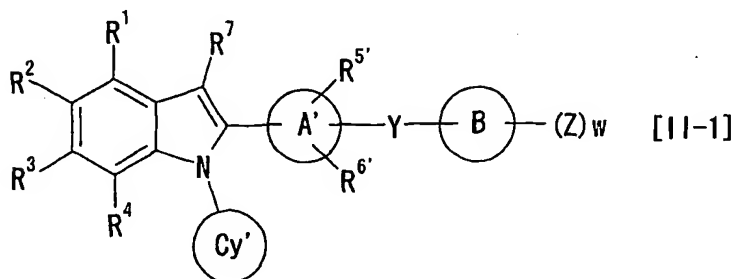 R¹ R⁷
R² R⁵'
A' Y B (Z)w [II-1]
R³ N R⁶'
R⁴
Cy'